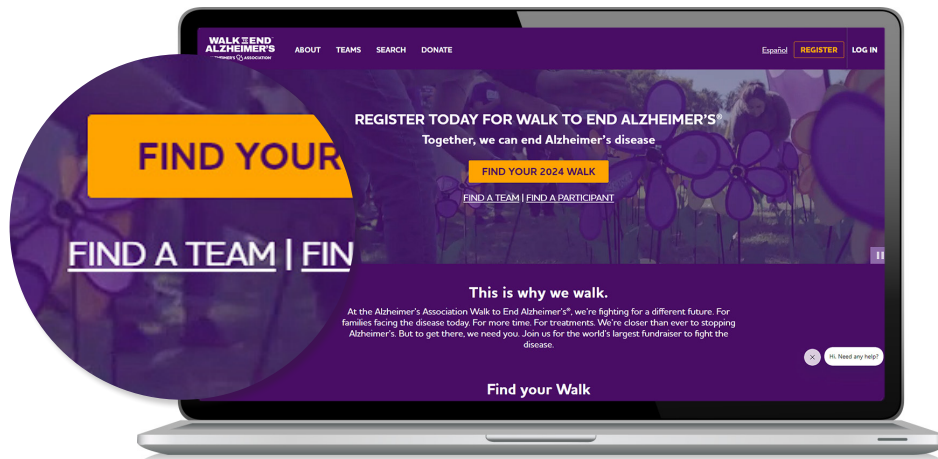 WALK TO END
ALZHEIMER'S
ALZHEIMER'S ASSOCIATION
ABOUT TEAMS SEARCH DONATE
Español REGISTER LOG IN
REGISTER TODAY FOR WALK TO END ALZHEIMER'S®
Together, we can end Alzheimer's disease
FIND YOUR 2024 WALK
FIND A TEAM | FIND A PARTICIPANT
FIND YOUR
FIND A TEAM | FIN
This is why we walk.
At the Alzheimer's Association Walk to End Alzheimer's®, we're fighting for a different future. For
families facing the disease today. For more time. For treatments. We're closer than ever to stopping
Alzheimer's. But to get there, we need you. Join us for the world's largest fundraiser to fight the
disease.
Hi. Need any help?
Find your Walk